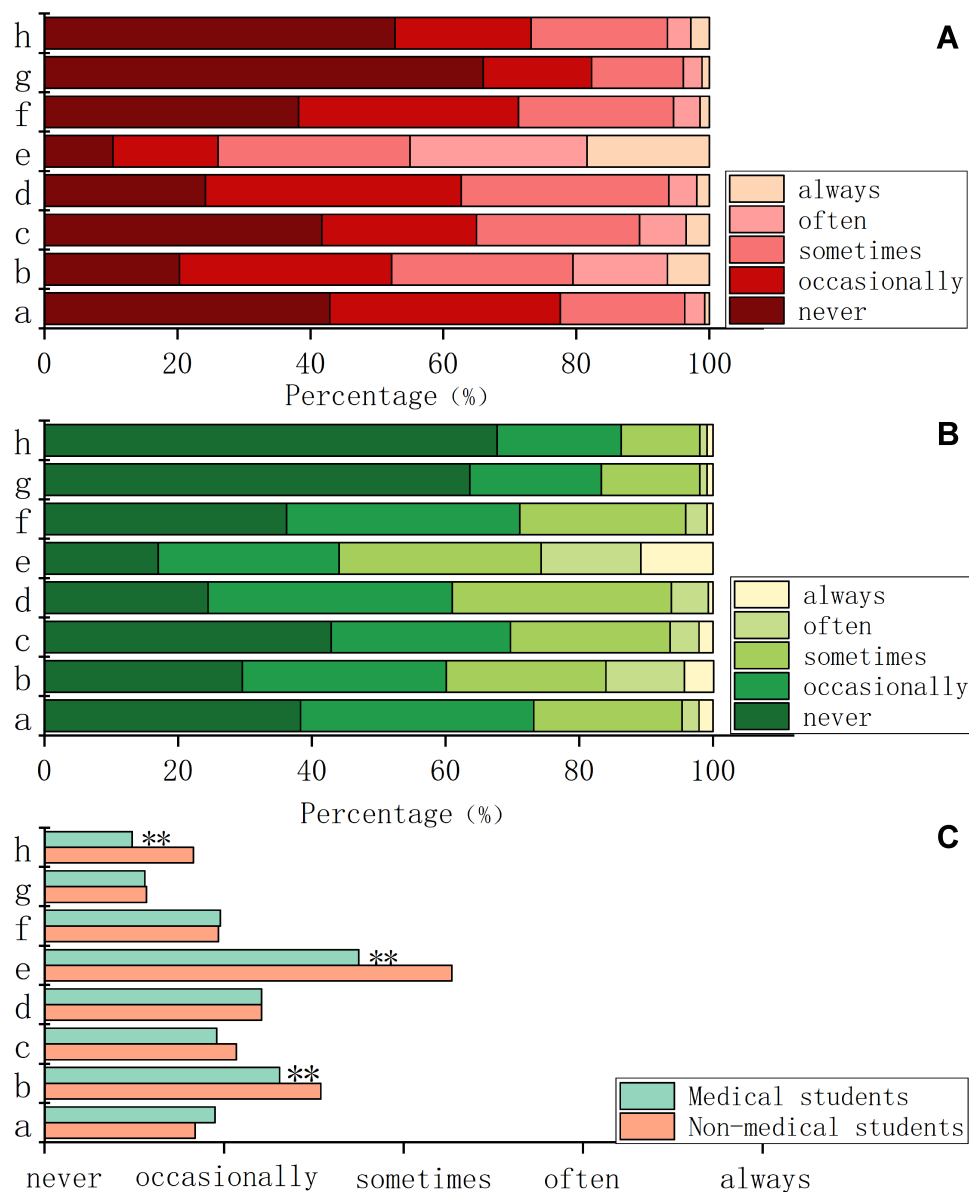 A
h
g
f
e
d
c
b
a
always
often
sometimes
occasionally
never
0 20 40 60 80 100
Percentage (%)
B
h
g
f
e
d
c
b
a
always
often
sometimes
occasionally
never
0 20 40 60 80 100
Percentage (%)
C
h **
g
f
e **
d
c
b **
a
Medical students
Non-medical students
never occasionally sometimes often always